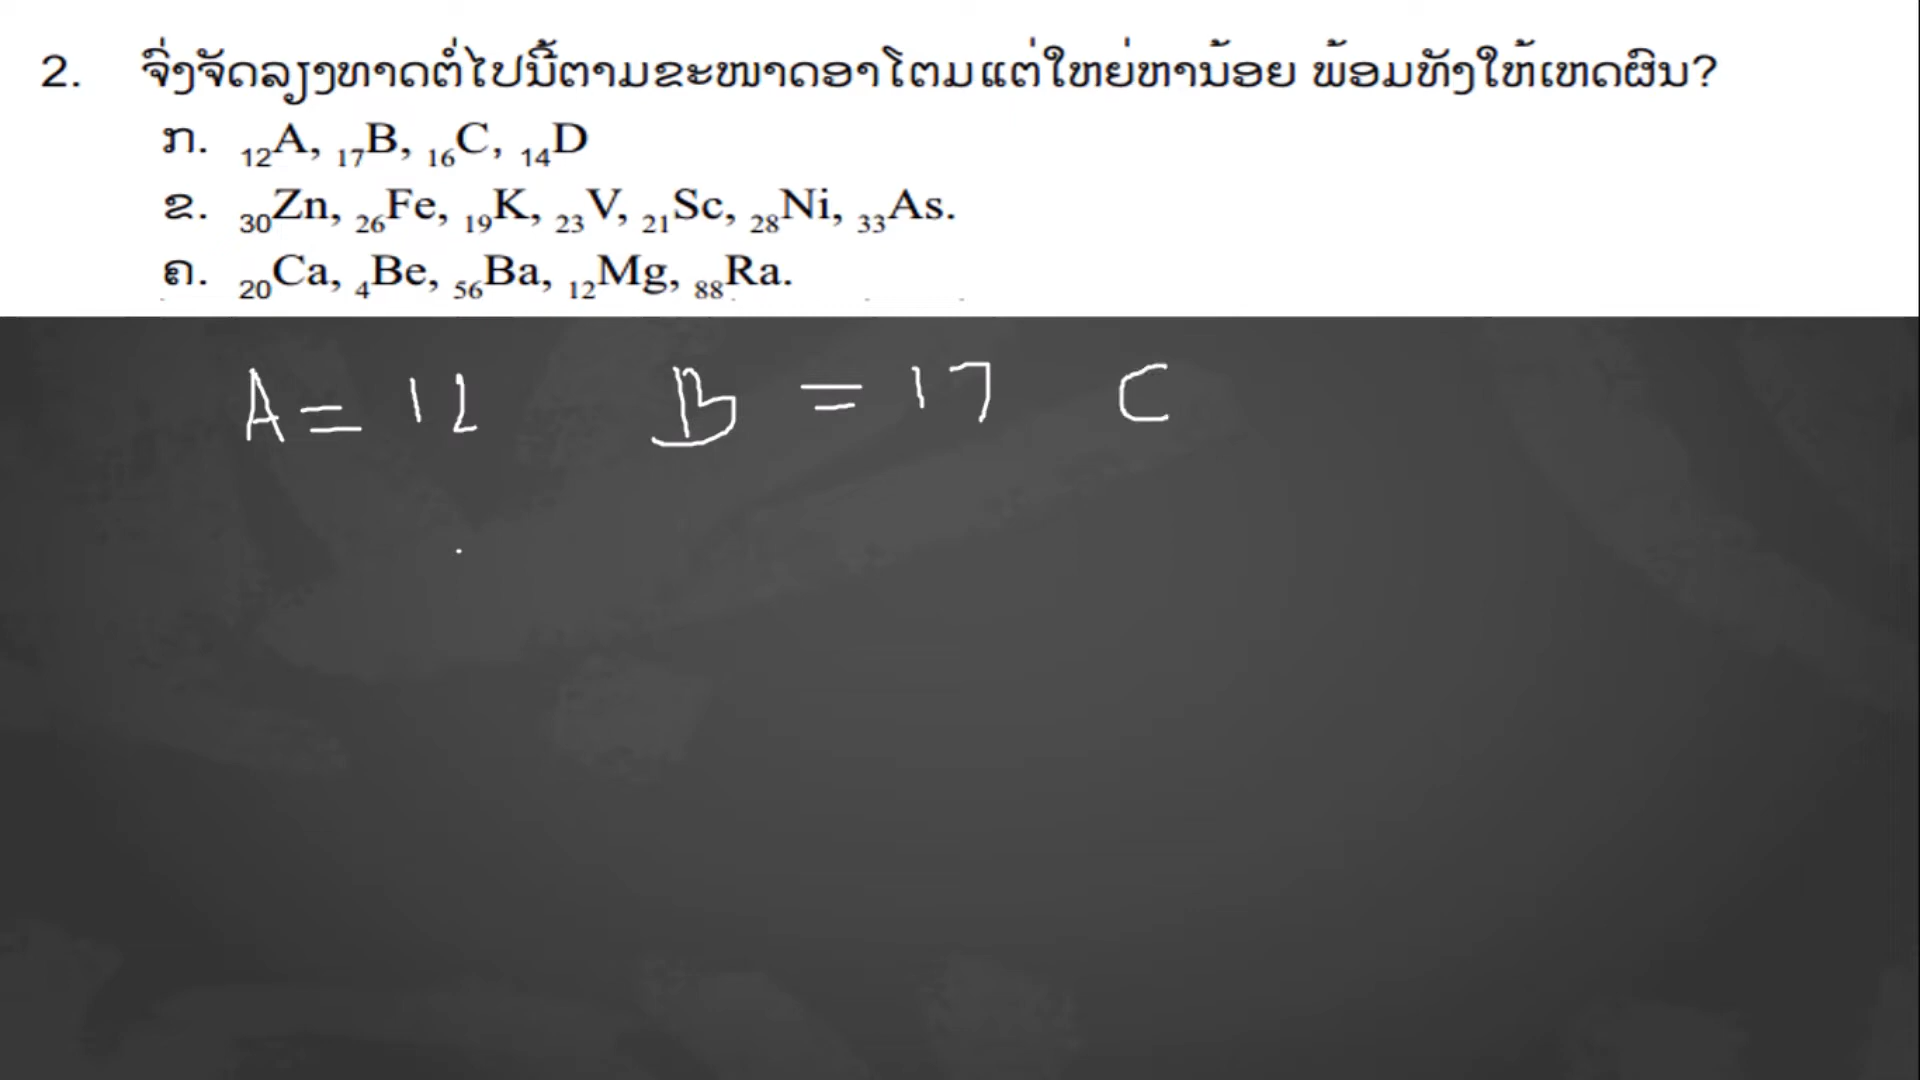 2. ຈົ່ງຈັດລຽງທາດຕໍ່ໄປນີ້ຕາມຂະໜາດອາໂຕມແຕ່ໃຫຍ່ຫານ້ອຍ ພ້ອມທັງໃຫ້ເຫດຜົນ?
ກ. ₁₂A, ₁₇B, ₁₆C, ₁₄D
ຂ. ₃₀Zn, ₂₆Fe, ₁₉K, ₂₃V, ₂₁Sc, ₂₈Ni, ₃₃As.
ຄ. ₂₀Ca, ₄Be, ₅₆Ba, ₁₂Mg, ₈₈Ra.
A = 12 B = 17 C